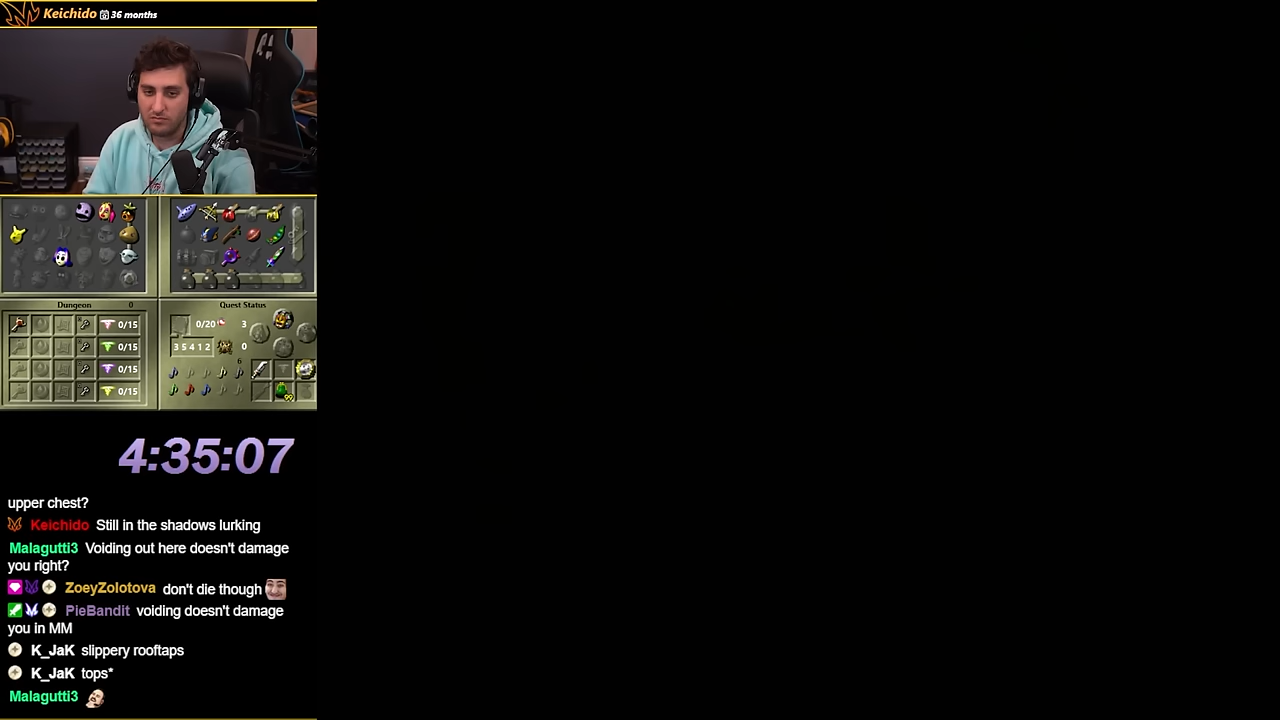 Keichido 36 months
Dungeon 0
Quest Status
0/15
0/20 3
3 5 4 1 2 0
0/15
6
0/15
0/15
99
4:35:07
upper chest?
Keichido Still in the shadows lurking
Malagutti3 Voiding out here doesn't damage
you right?
ZoeyZolotova don't die though
PieBandit voiding doesn't damage
you in MM
K_JaK slippery rooftaps
K_JaK tops*
Malagutti3